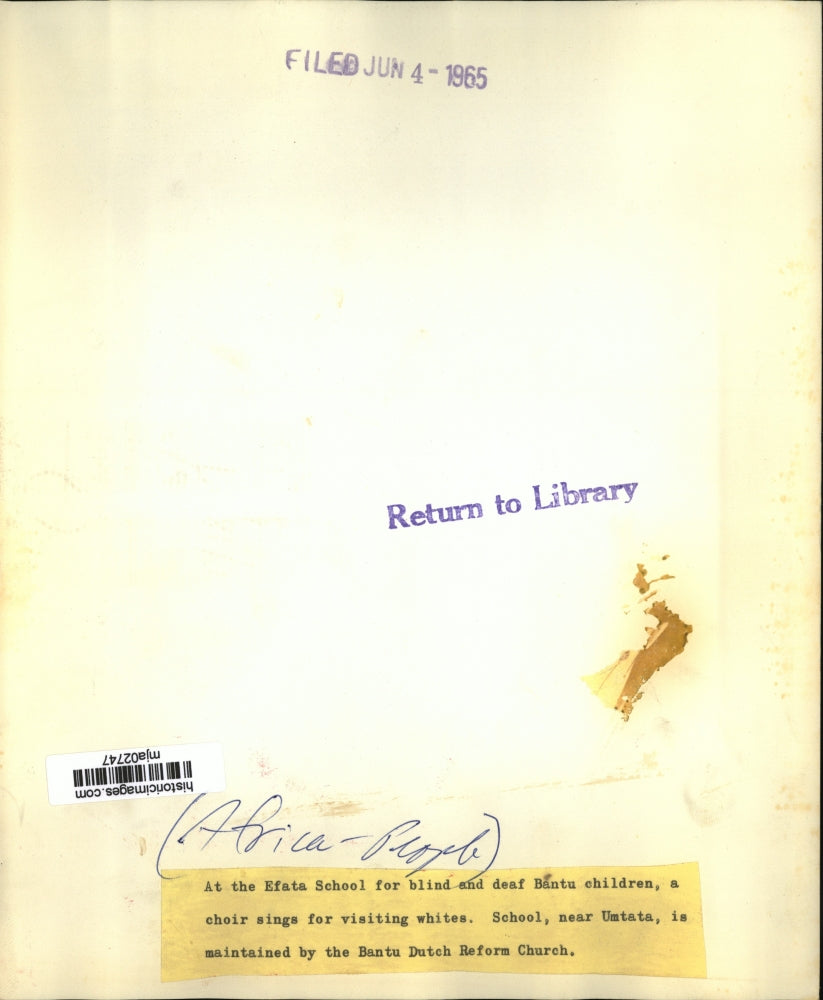 FILED JUN 4 - 1965
Return to Library
historicimages.com
mja02747
(Africa - People)
At the Efata School for blind and deaf Bantu children, a
choir sings for visiting whites.  School, near Umtata, is
maintained by the Bantu Dutch Reform Church.